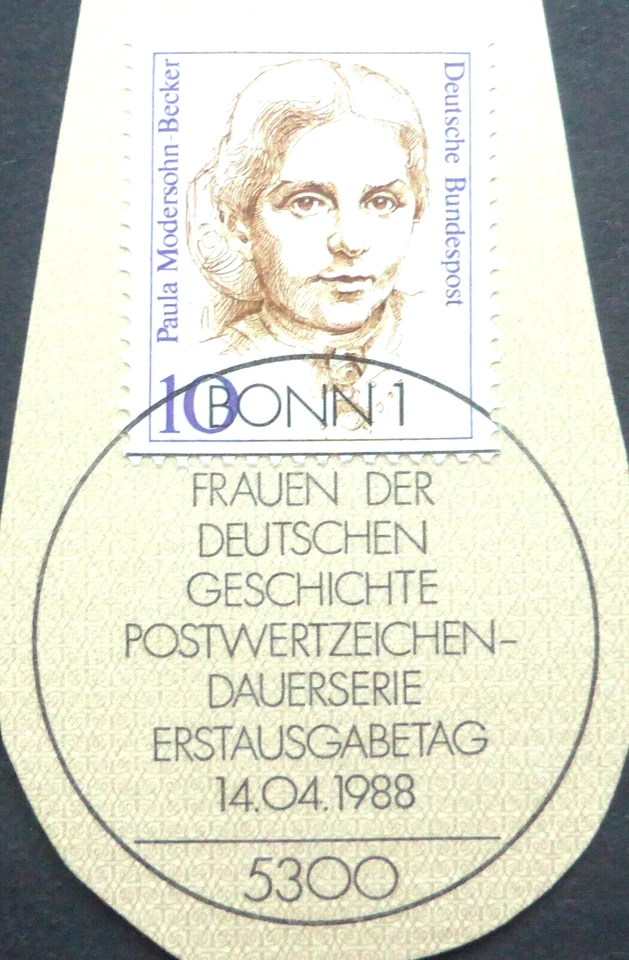 Paula Modersohn-Becker
Deutsche Bundespost
10
BONN 1
FRAUEN DER
DEUTSCHEN
GESCHICHTE
POSTWERTZEICHEN-
DAUERSERIE
ERSTAUSGABETAG
14.04.1988
5300